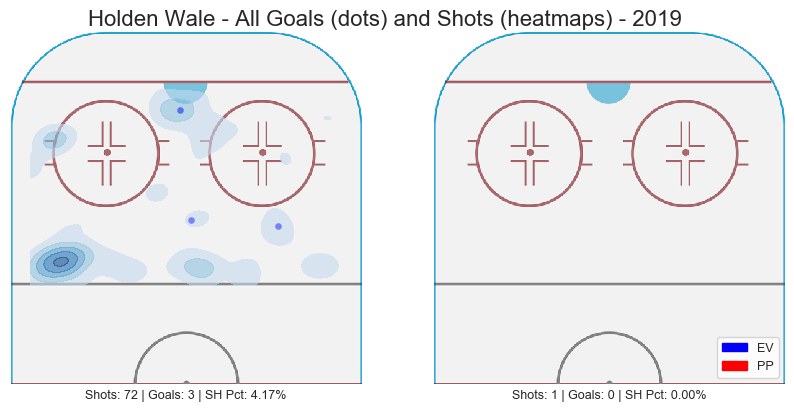 Holden Wale - All Goals (dots) and Shots (heatmaps) - 2019
EV
PP
Shots: 72 | Goals: 3 | SH Pct: 4.17%
Shots: 1 | Goals: 0 | SH Pct: 0.00%